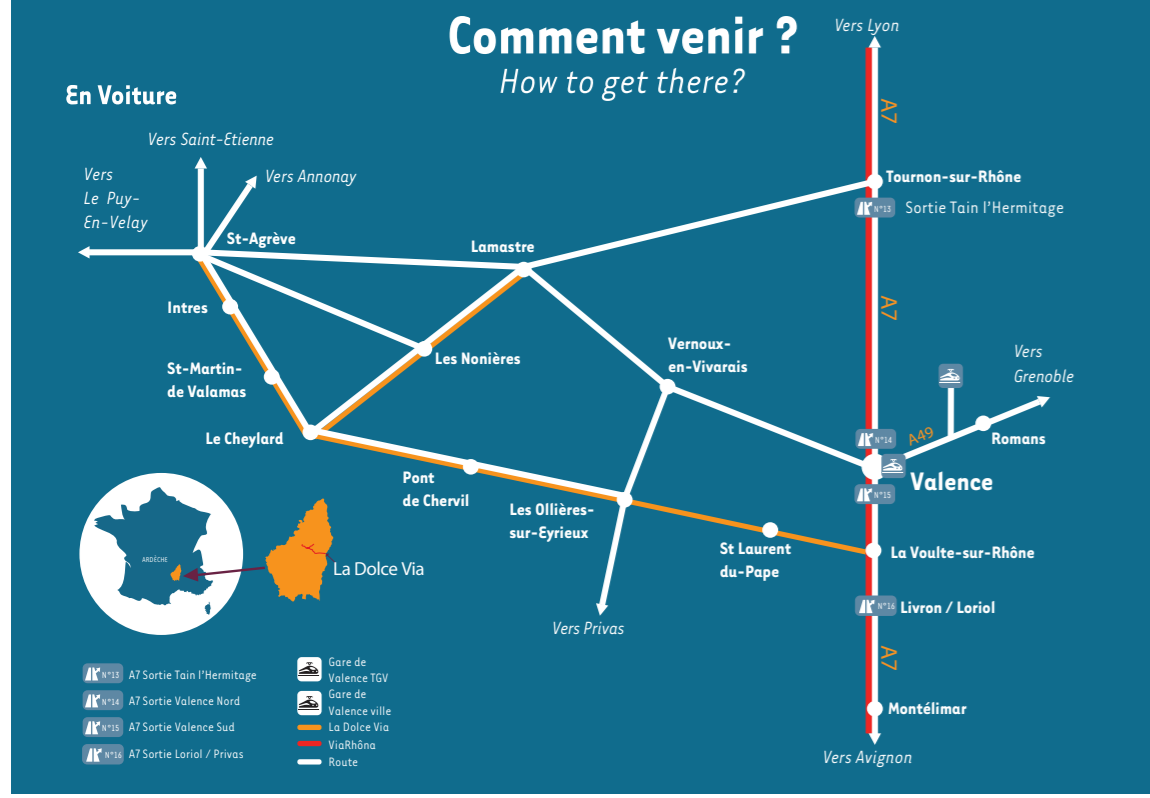 Comment venir ?
How to get there?
Vers Lyon
En Voiture
A7
Vers Saint-Etienne
Vers Annonay
Vers
Le Puy-
En-Velay
Tournon-sur-Rhône
N°13 Sortie Tain l'Hermitage
St-Agrève
Lamastre
Intres
A7
Les Nonières
Vernoux-
en-Vivarais
Vers
Grenoble
St-Martin-
de Valamas
Le Cheylard
N°14
A49
Romans
Valence
N°15
Pont
de Chervil
Les Ollières-
sur-Eyrieux
St Laurent
du-Pape
La Voulte-sur-Rhône
ARDÈCHE
La Dolce Via
N°16 Livron / Loriol
Vers Privas
A7
Montélimar
Vers Avignon
N°13 A7 Sortie Tain l'Hermitage
N°14 A7 Sortie Valence Nord
N°15 A7 Sortie Valence Sud
N°16 A7 Sortie Loriol / Privas
Gare de
Valence TGV
Gare de
Valence ville
La Dolce Via
ViaRhôna
Route